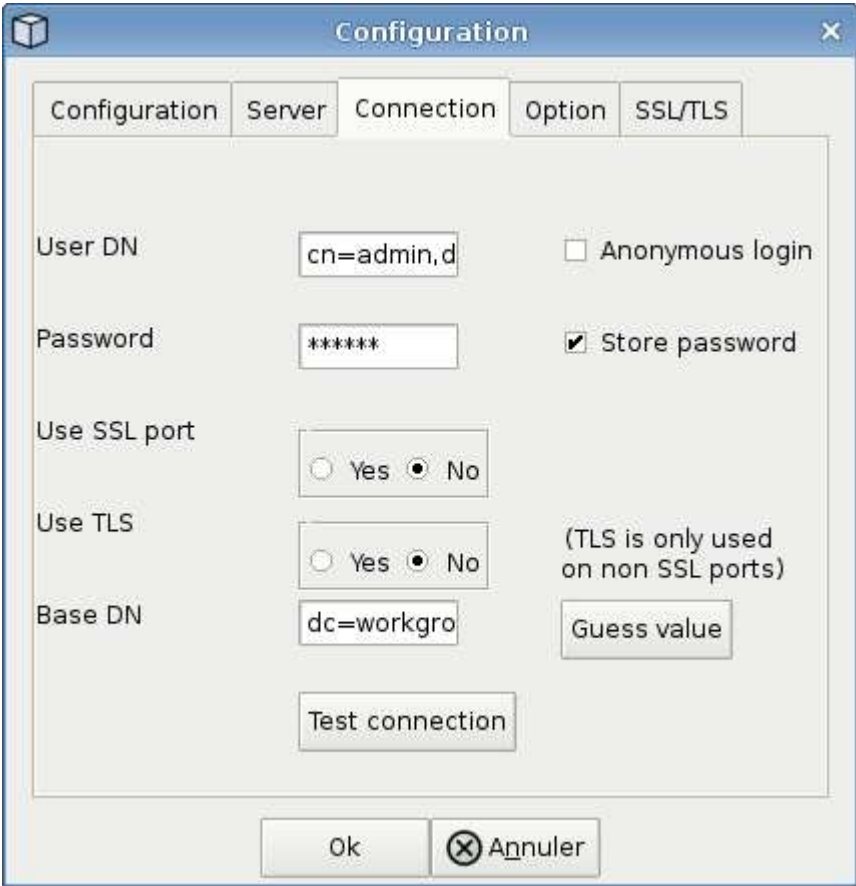 Configuration
Configuration Server Connection Option SSL/TLS
User DN cn=admin,d Anonymous login
Password ****** Store password
Use SSL port
Yes No
Use TLS
Yes No (TLS is only used
on non SSL ports)
Base DN dc=workgro Guess value
Test connection
Ok Annuler